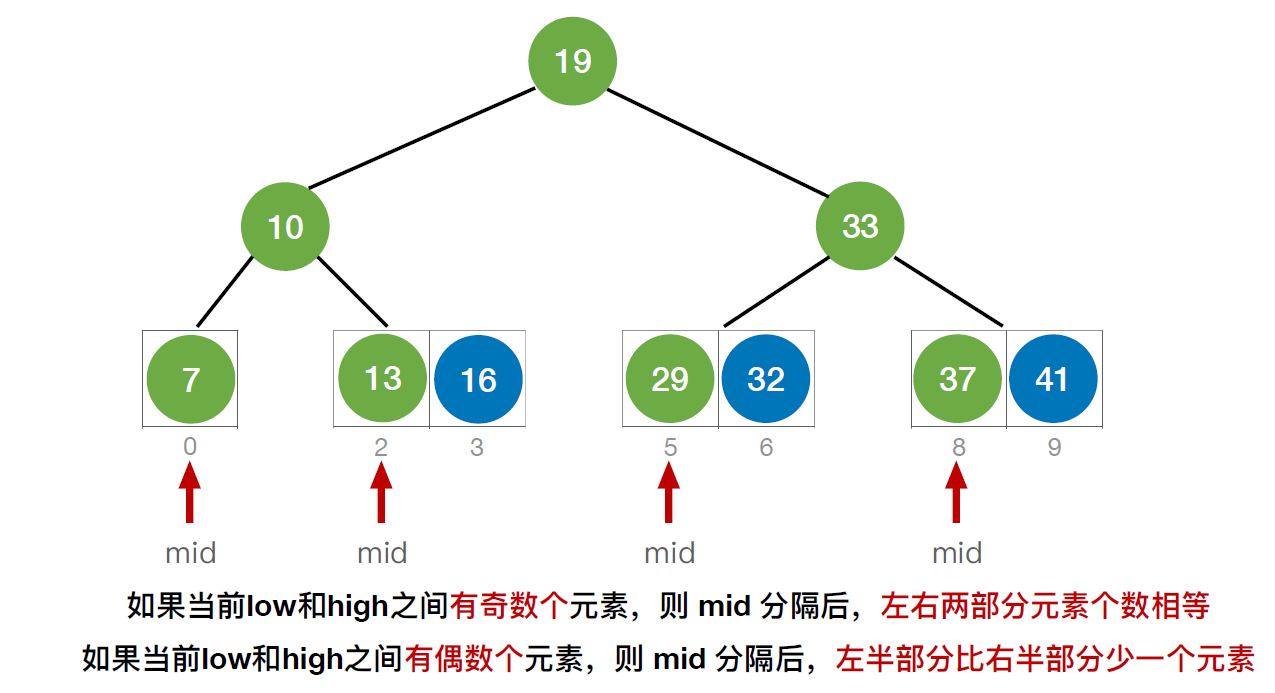 19
10 33
7 13 16 29 32 37 41
0 2 3 5 6 8 9
mid mid mid mid
如果当前low和high之间有奇数个元素，则 mid 分隔后，左右两部分元素个数相等
如果当前low和high之间有偶数个元素，则 mid 分隔后，左半部分比右半部分少一个元素